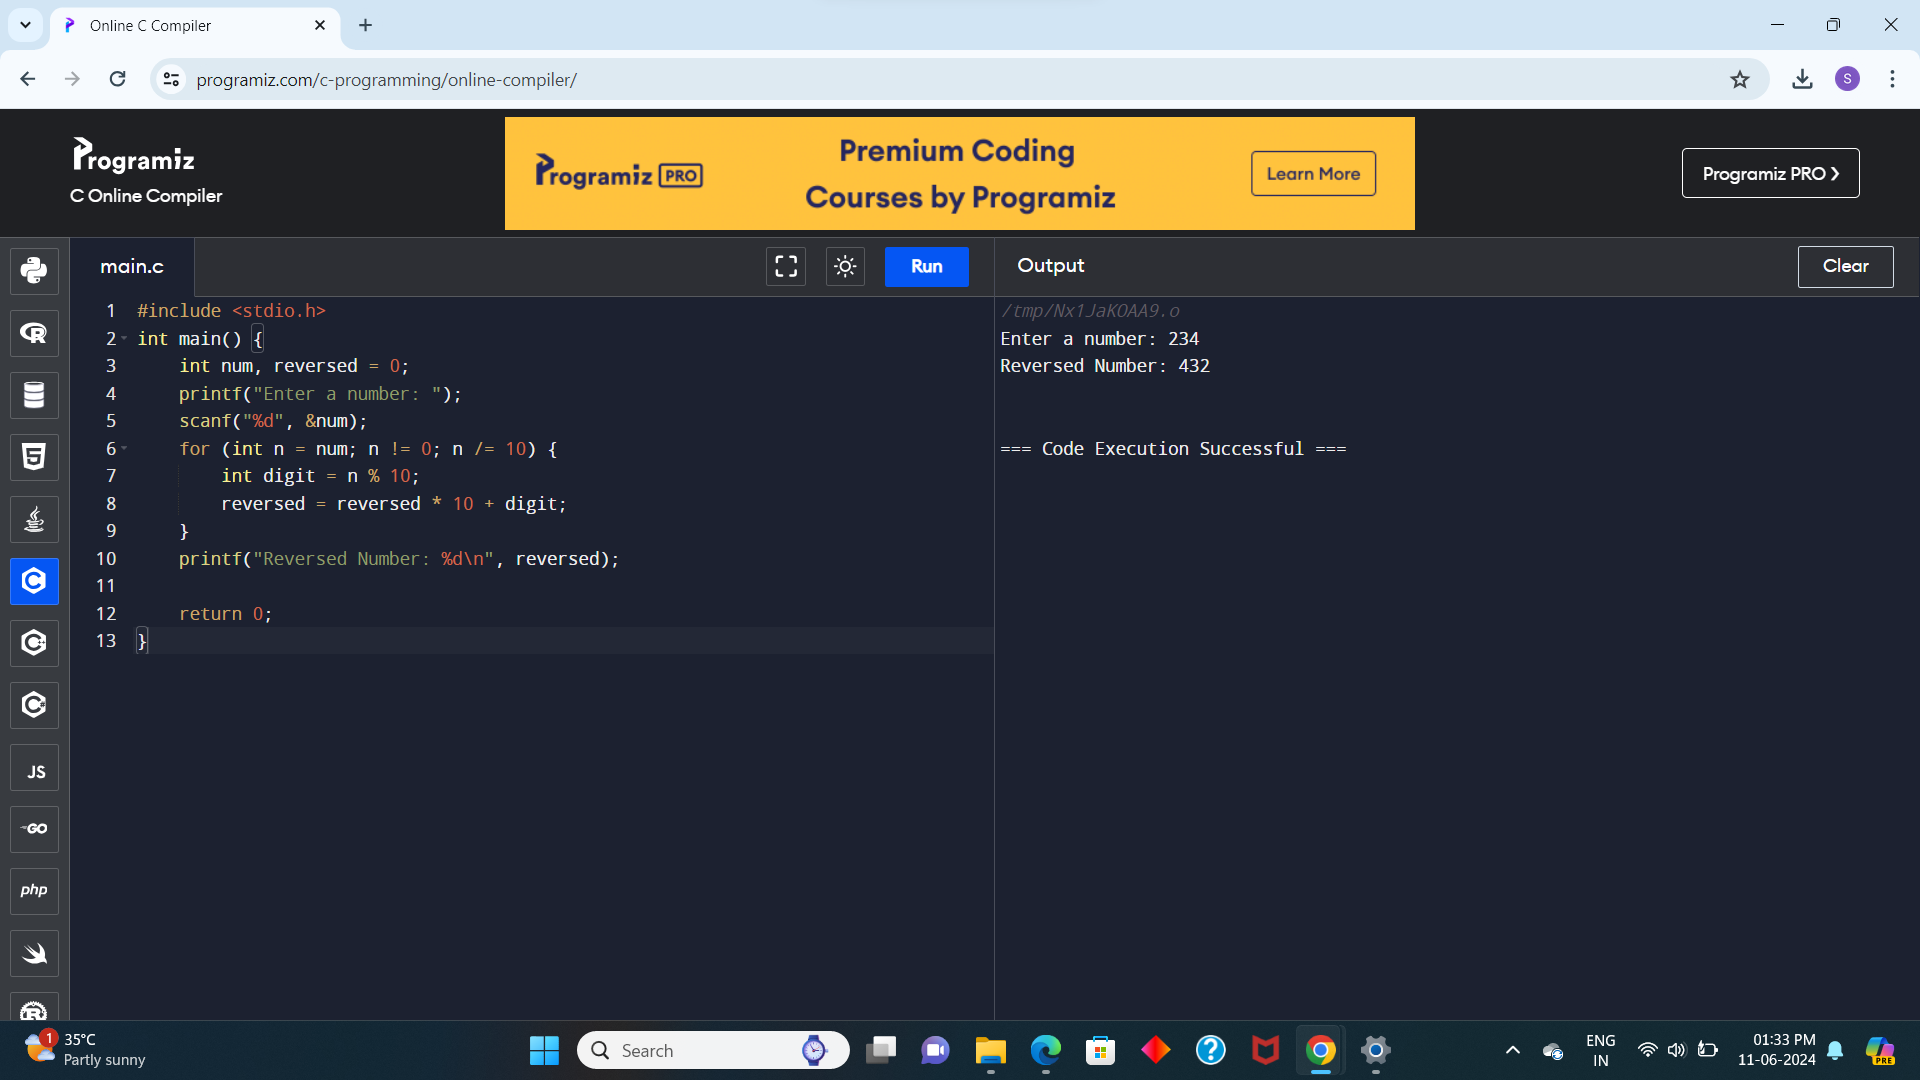 Online C Compiler
programiz.com/c-programming/online-compiler/
S
Programiz
C Online Compiler
Programiz PRO
Premium Coding
Courses by Programiz
Learn More
Programiz PRO
main.c
Run
Output
Clear
1 #include <stdio.h>
2 int main() {
3     int num, reversed = 0;
4     printf("Enter a number: ");
5     scanf("%d", &num);
6     for (int n = num; n != 0; n /= 10) {
7         int digit = n % 10;
8         reversed = reversed * 10 + digit;
9     }
10     printf("Reversed Number: %d\n", reversed);
11
12     return 0;
13 }
/tmp/Nx1JaKOAA9.o
Enter a number: 234
Reversed Number: 432
=== Code Execution Successful ===
JS
GO
php
1
35°C
Partly sunny
Search
ENG
IN
01:33 PM
11-06-2024
PRE